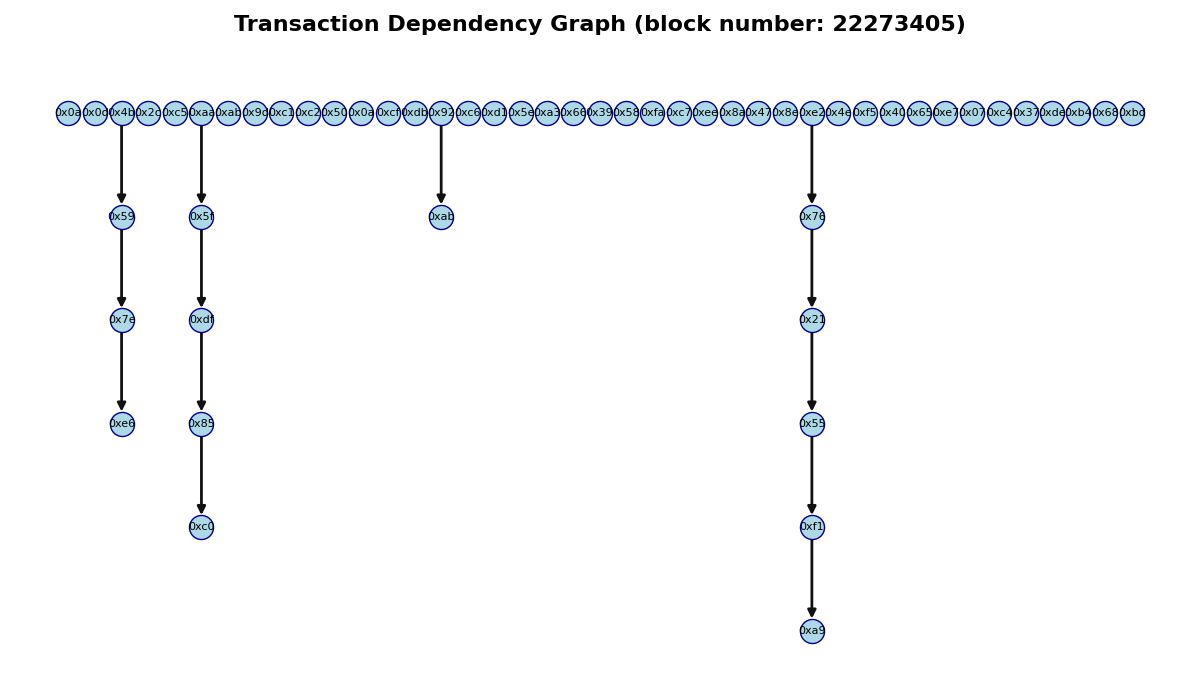 Transaction Dependency Graph (block number: 22273405)
0x0a 0x0d 0x4b 0x2c 0xc5 0xaa 0xab 0x9d 0xc1 0xc2 0x50 0x0a 0xcf 0xdb 0x92 0xc6 0xd1 0x5e 0xa3 0x66 0x39 0x58 0xfa 0xc7 0xee 0x8a 0x47 0x8e 0xe2 0x4e 0xf5 0x40 0x65 0xe7 0x07 0xc4 0x37 0xde 0xb4 0x68 0xbd
0x59 0x5f 0xab 0x76
0x7e 0xdf 0x21
0xe6 0x85 0x55
0xc0 0xf1
0xa9